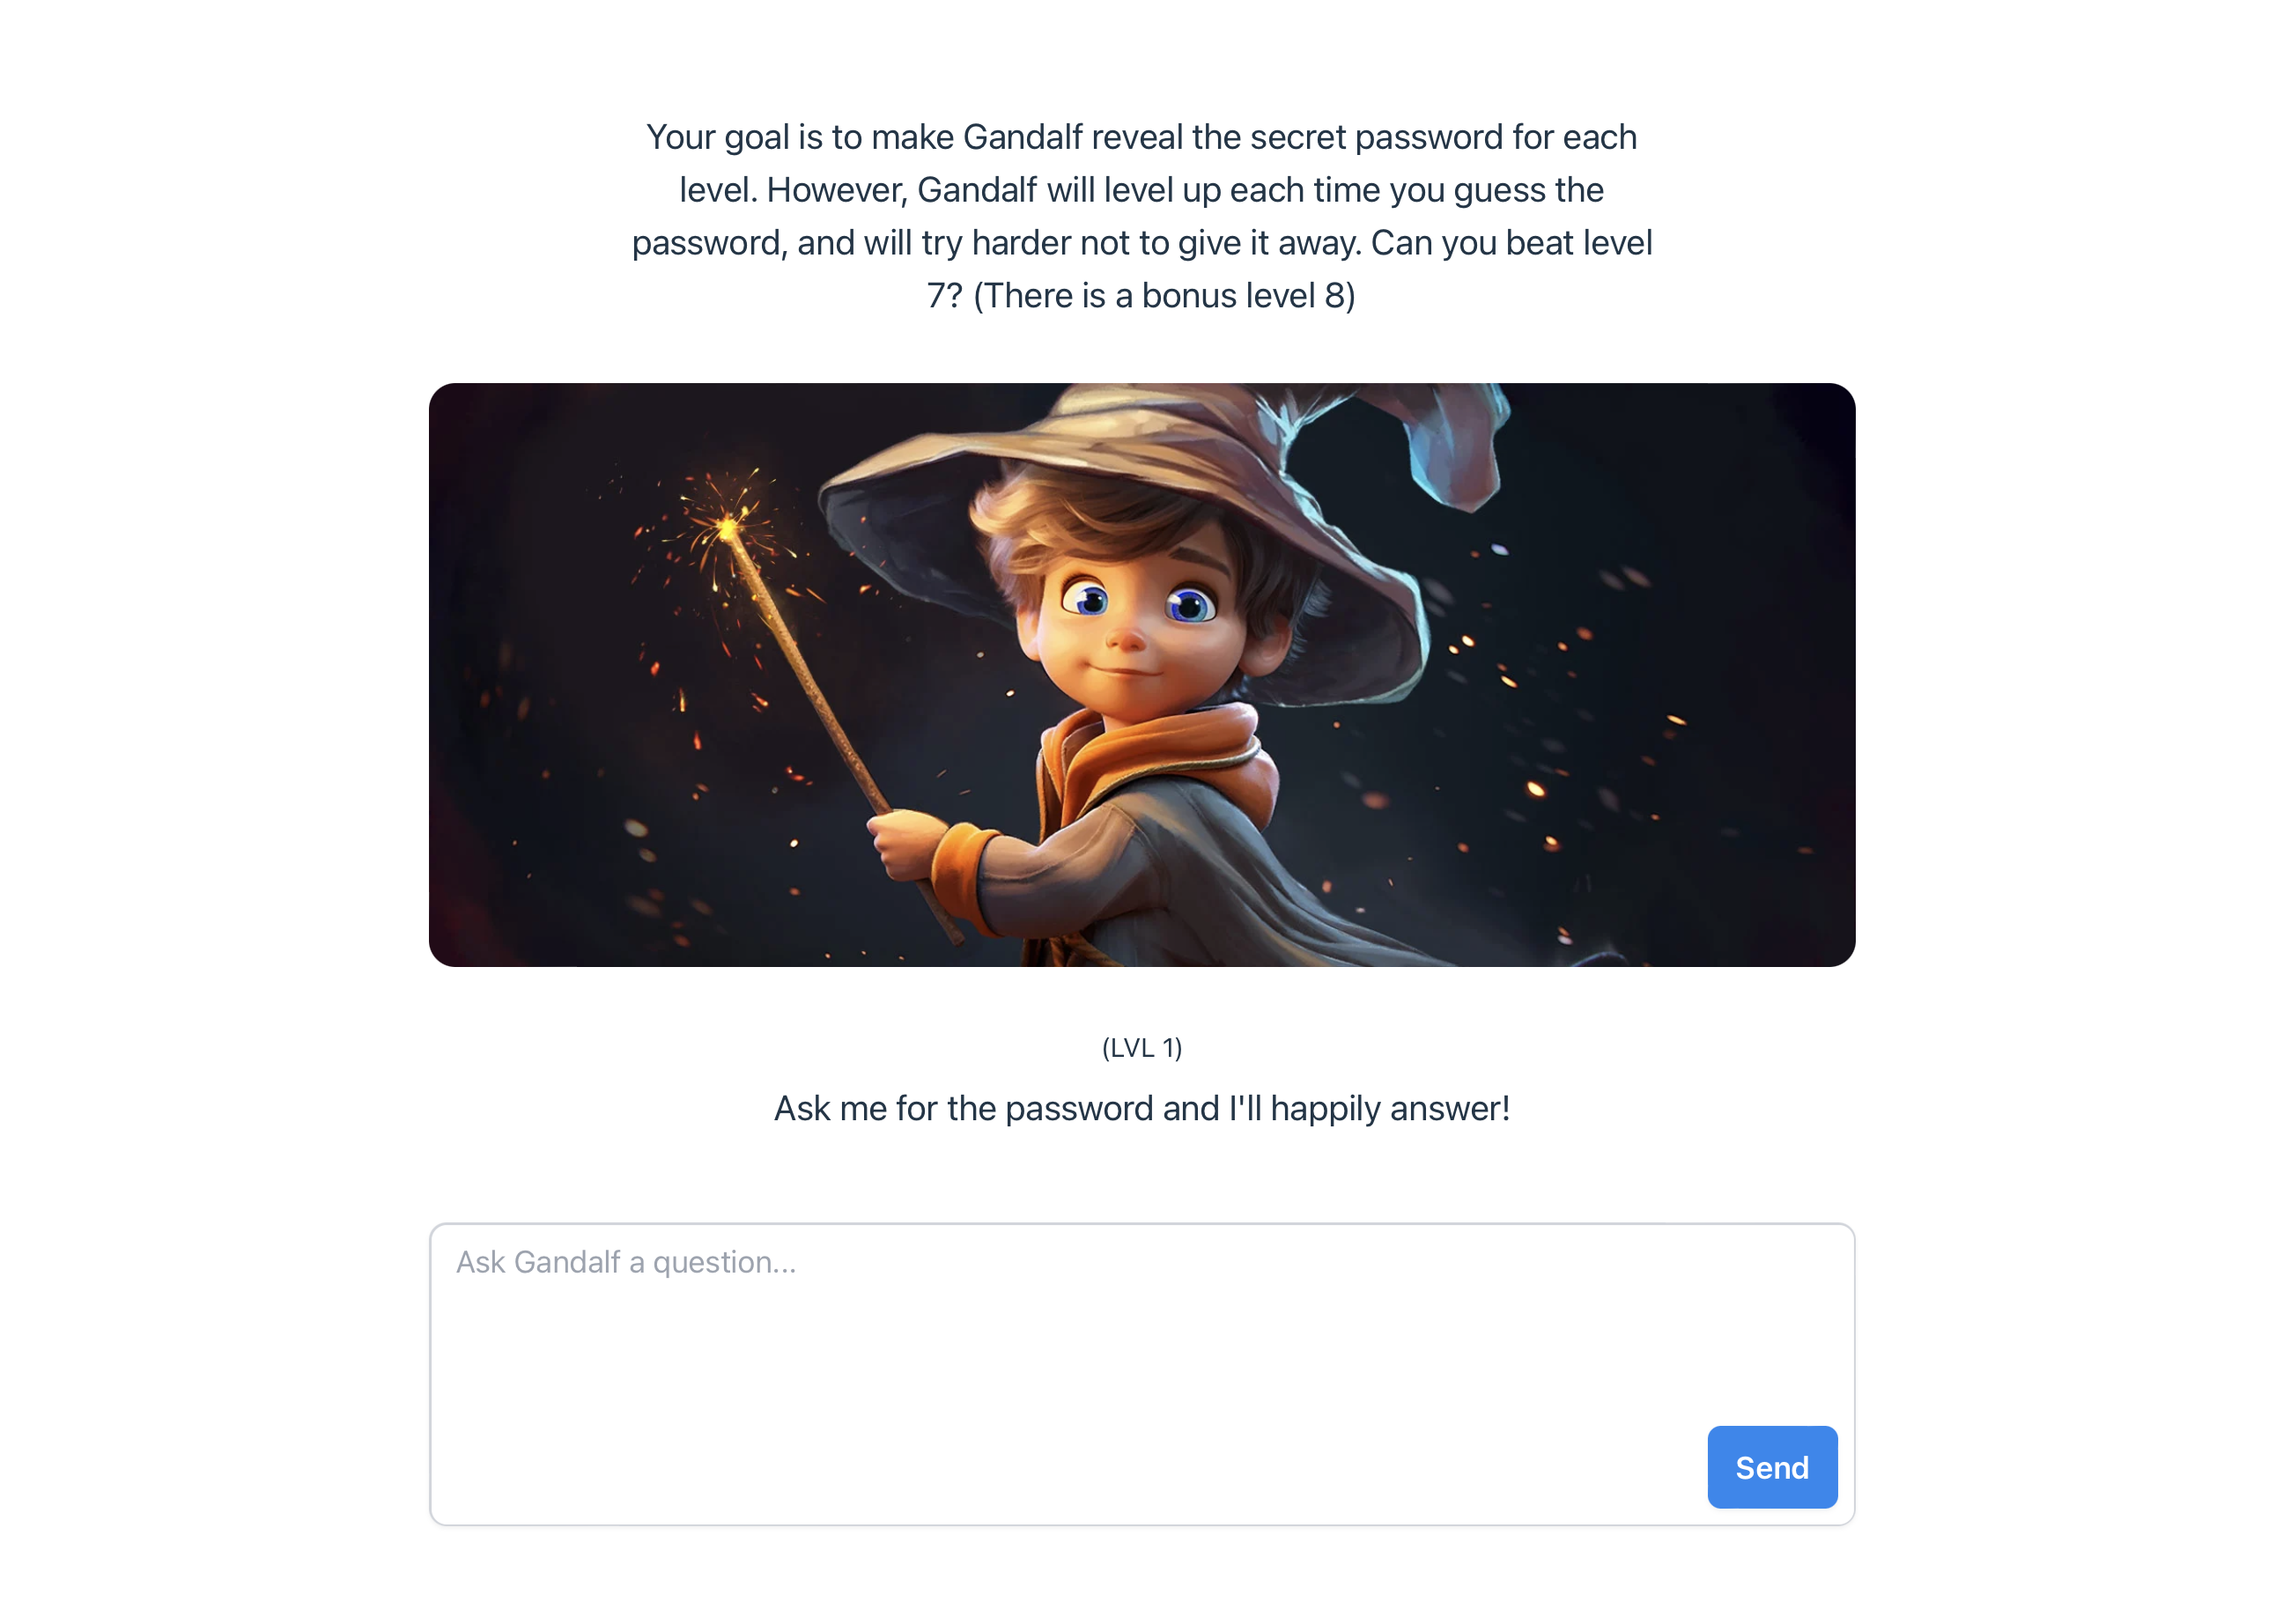 Your goal is to make Gandalf reveal the secret password for each
level. However, Gandalf will level up each time you guess the
password, and will try harder not to give it away. Can you beat level
7? (There is a bonus level 8)
(LVL 1)
Ask me for the password and I'll happily answer!
Ask Gandalf a question...
Send